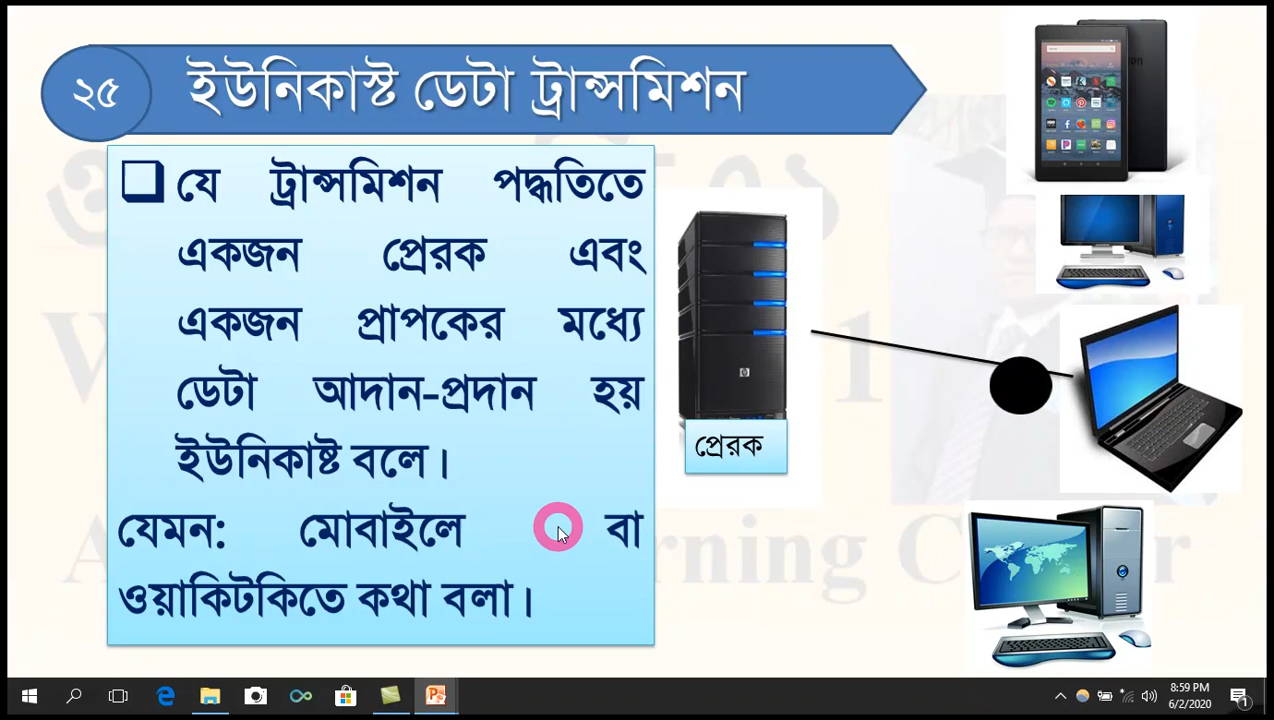 ২৫
ইউনিকাস্ট ডেটা ট্রান্সমিশন
যে ট্রান্সমিশন পদ্ধতিতে
একজন প্রেরক এবং
একজন প্রাপকের মধ্যে
ডেটা আদান-প্রদান হয়
ইউনিকাষ্ট বলে।
যেমন: মোবাইলে বা
ওয়াকিটকিতে কথা বলা।
প্রেরক
8:59 PM
6/2/2020